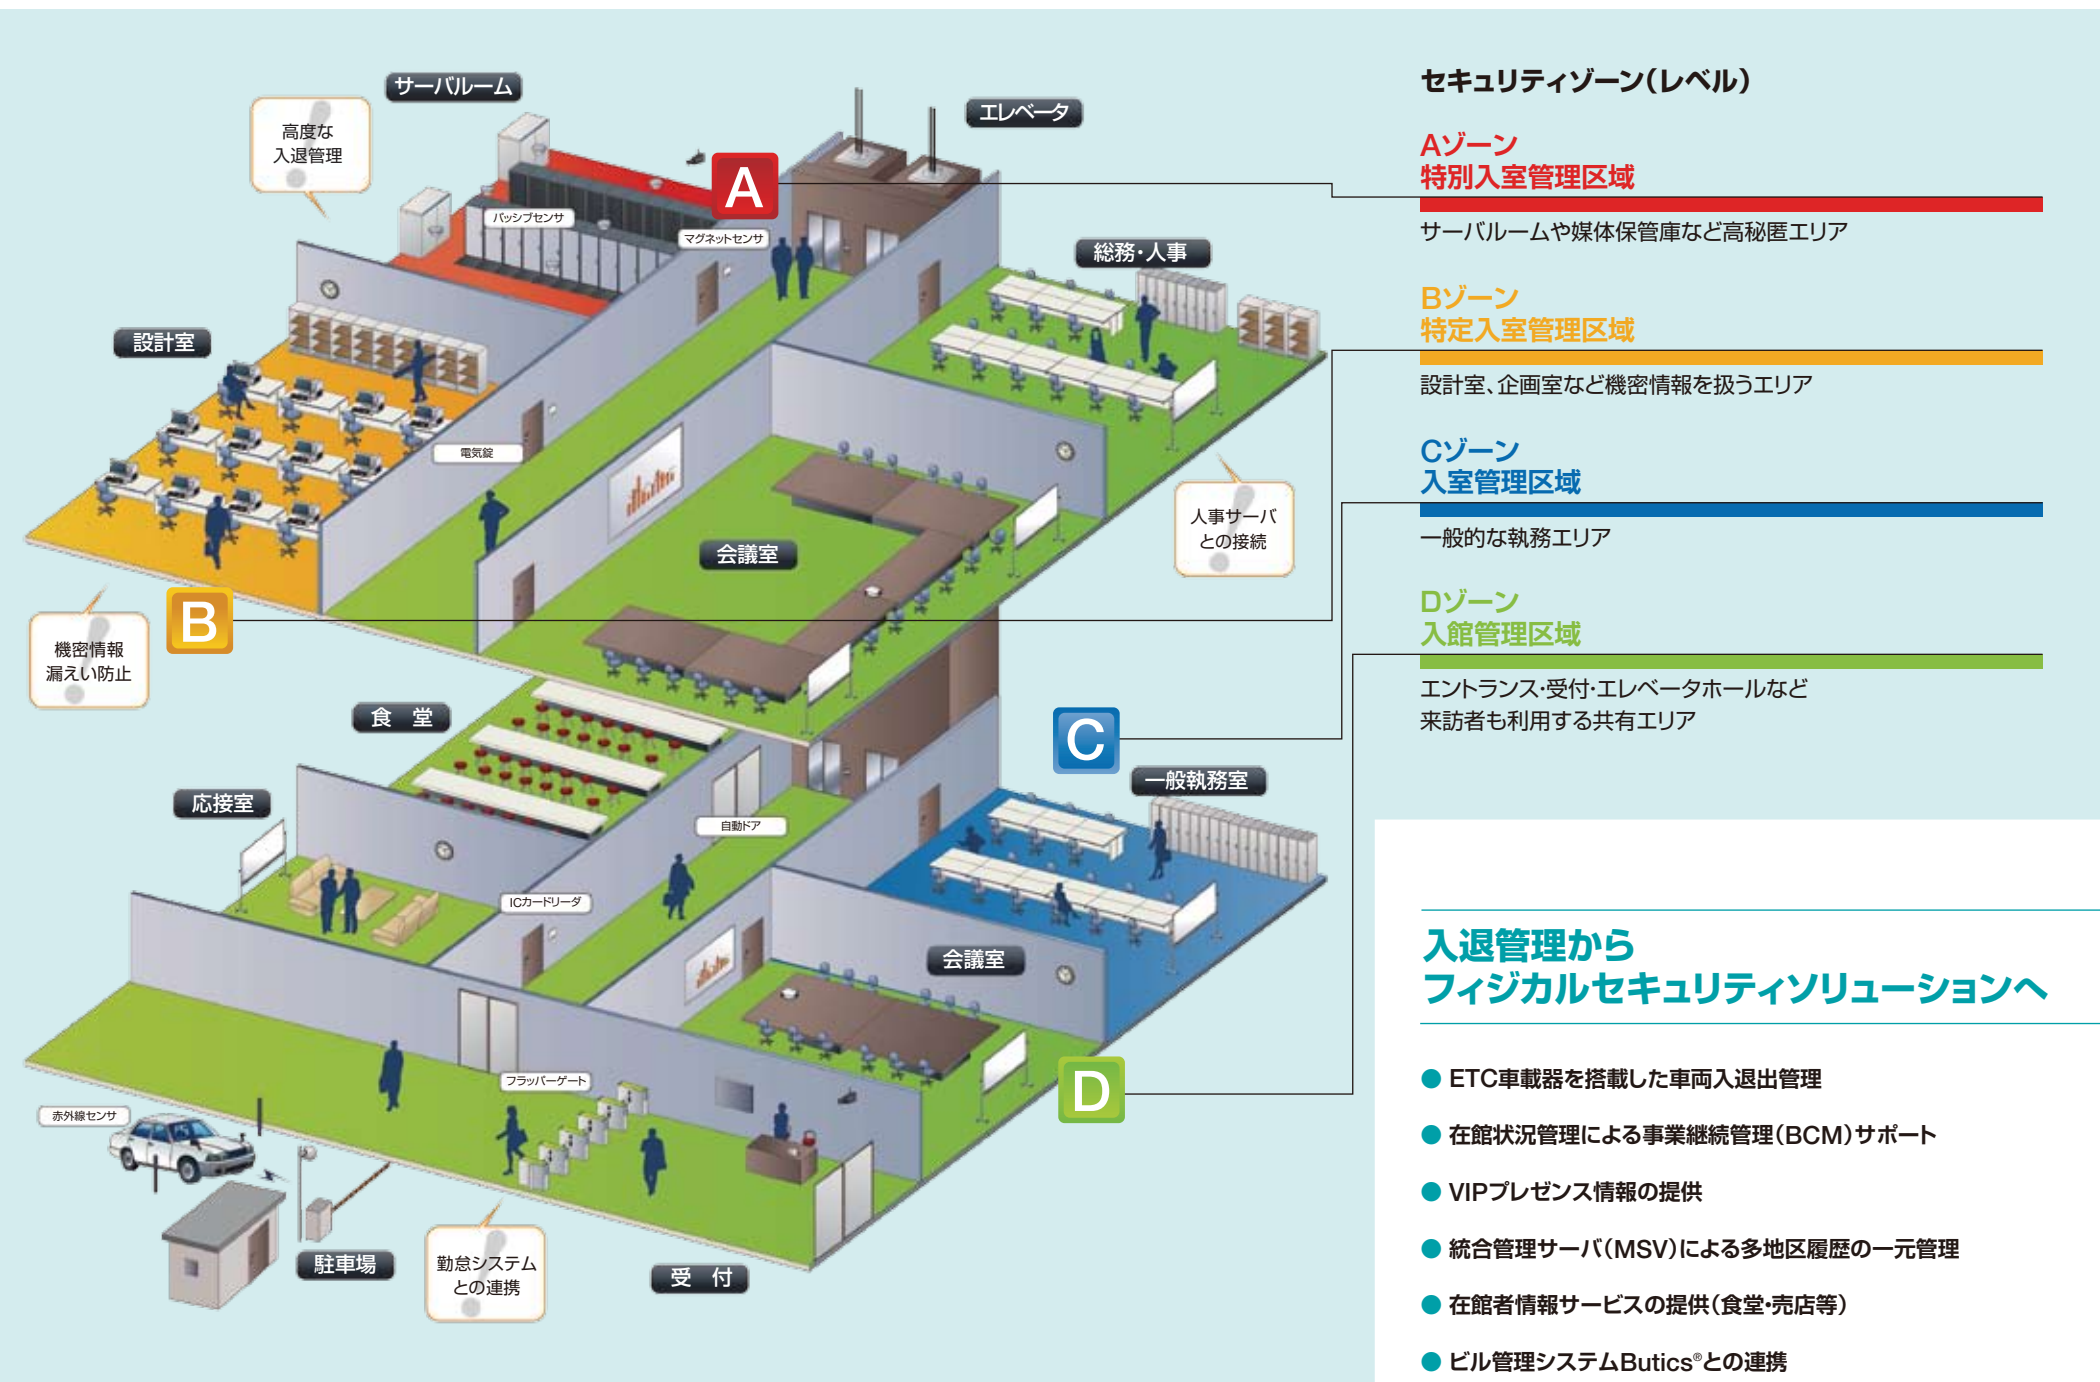 サーバルーム
エレベータ
高度な
入退管理
A
パッシブセンサ
マグネットセンサ
総務・人事
設計室
電気錠
会議室
人事サーバ
との接続
B
機密情報
漏えい防止
食 堂
C
一般執務室
応接室
自動ドア
ICカードリーダ
会議室
フラッパーゲート
D
赤外線センサ
駐車場
勤怠システム
との連携
受 付
セキュリティゾーン（レベル）
Aゾーン
特別入室管理区域
サーバルームや媒体保管庫など高秘匿エリア
Bゾーン
特定入室管理区域
設計室、企画室など機密情報を扱うエリア
Cゾーン
入室管理区域
一般的な執務エリア
Dゾーン
入館管理区域
エントランス・受付・エレベータホールなど
来訪者も利用する共有エリア
入退管理から
フィジカルセキュリティソリューションへ
● ETC車載器を搭載した車両入退出管理
● 在館状況管理による事業継続管理（BCM）サポート
● VIPプレゼンス情報の提供
● 統合管理サーバ（MSV）による多地区履歴の一元管理
● 在館者情報サービスの提供（食堂・売店等）
● ビル管理システムButics®との連携